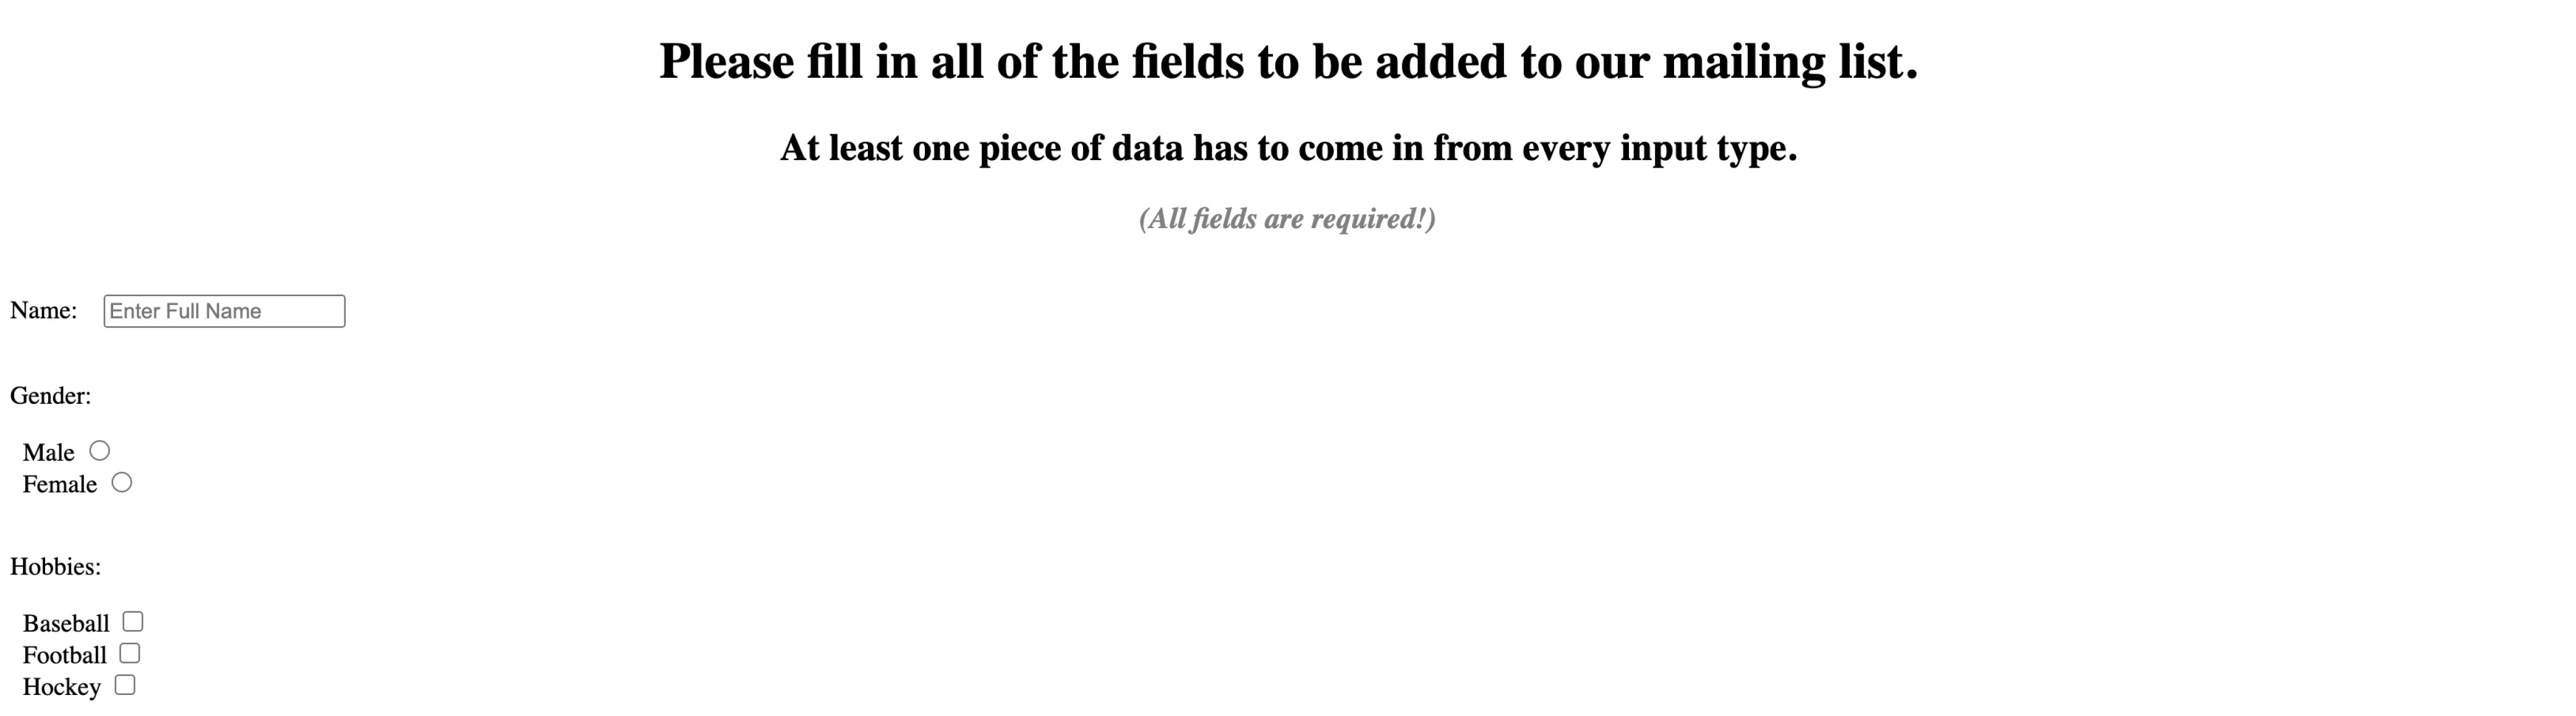 Please fill in all of the fields to be added to our mailing list.
At least one piece of data has to come in from every input type.
(All fields are required!)
Name: Enter Full Name
Gender:
Male
Female
Hobbies:
Baseball
Football
Hockey